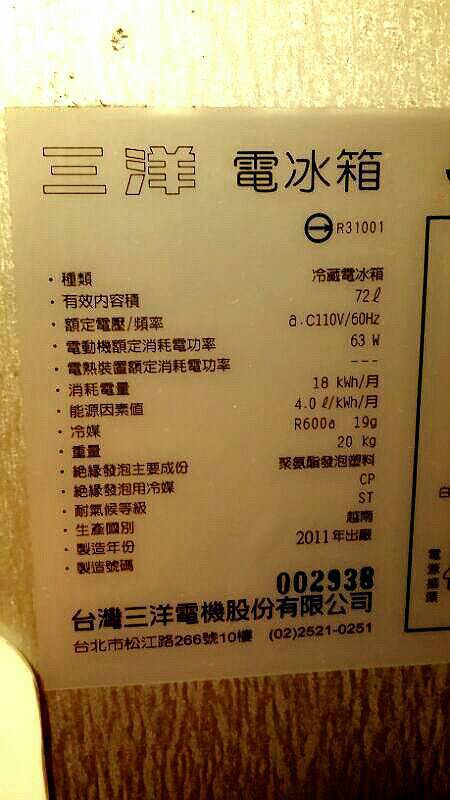 三洋 電冰箱
R31001
・種類 冷藏電冰箱
・有效內容積 72ℓ
・額定電壓/頻率 a.C110V/60Hz
・電動機額定消耗電功率 63 W
・電熱裝置額定消耗電功率 ---
・消耗電量 18 kWh/月
・能源因素值 4.0 ℓ/kWh/月
・冷媒 R600a 19g
・重量 20 kg
・絕緣發泡主要成份 聚氨酯發泡塑料
・絕緣發泡用冷媒 CP
・耐氣候等級 ST
・生產國別 越南
・製造年份 2011年出廠
・製造號碼 002938
台灣三洋電機股份有限公司
台北市松江路266號10樓 (02)2521-0251
白
電源插頭